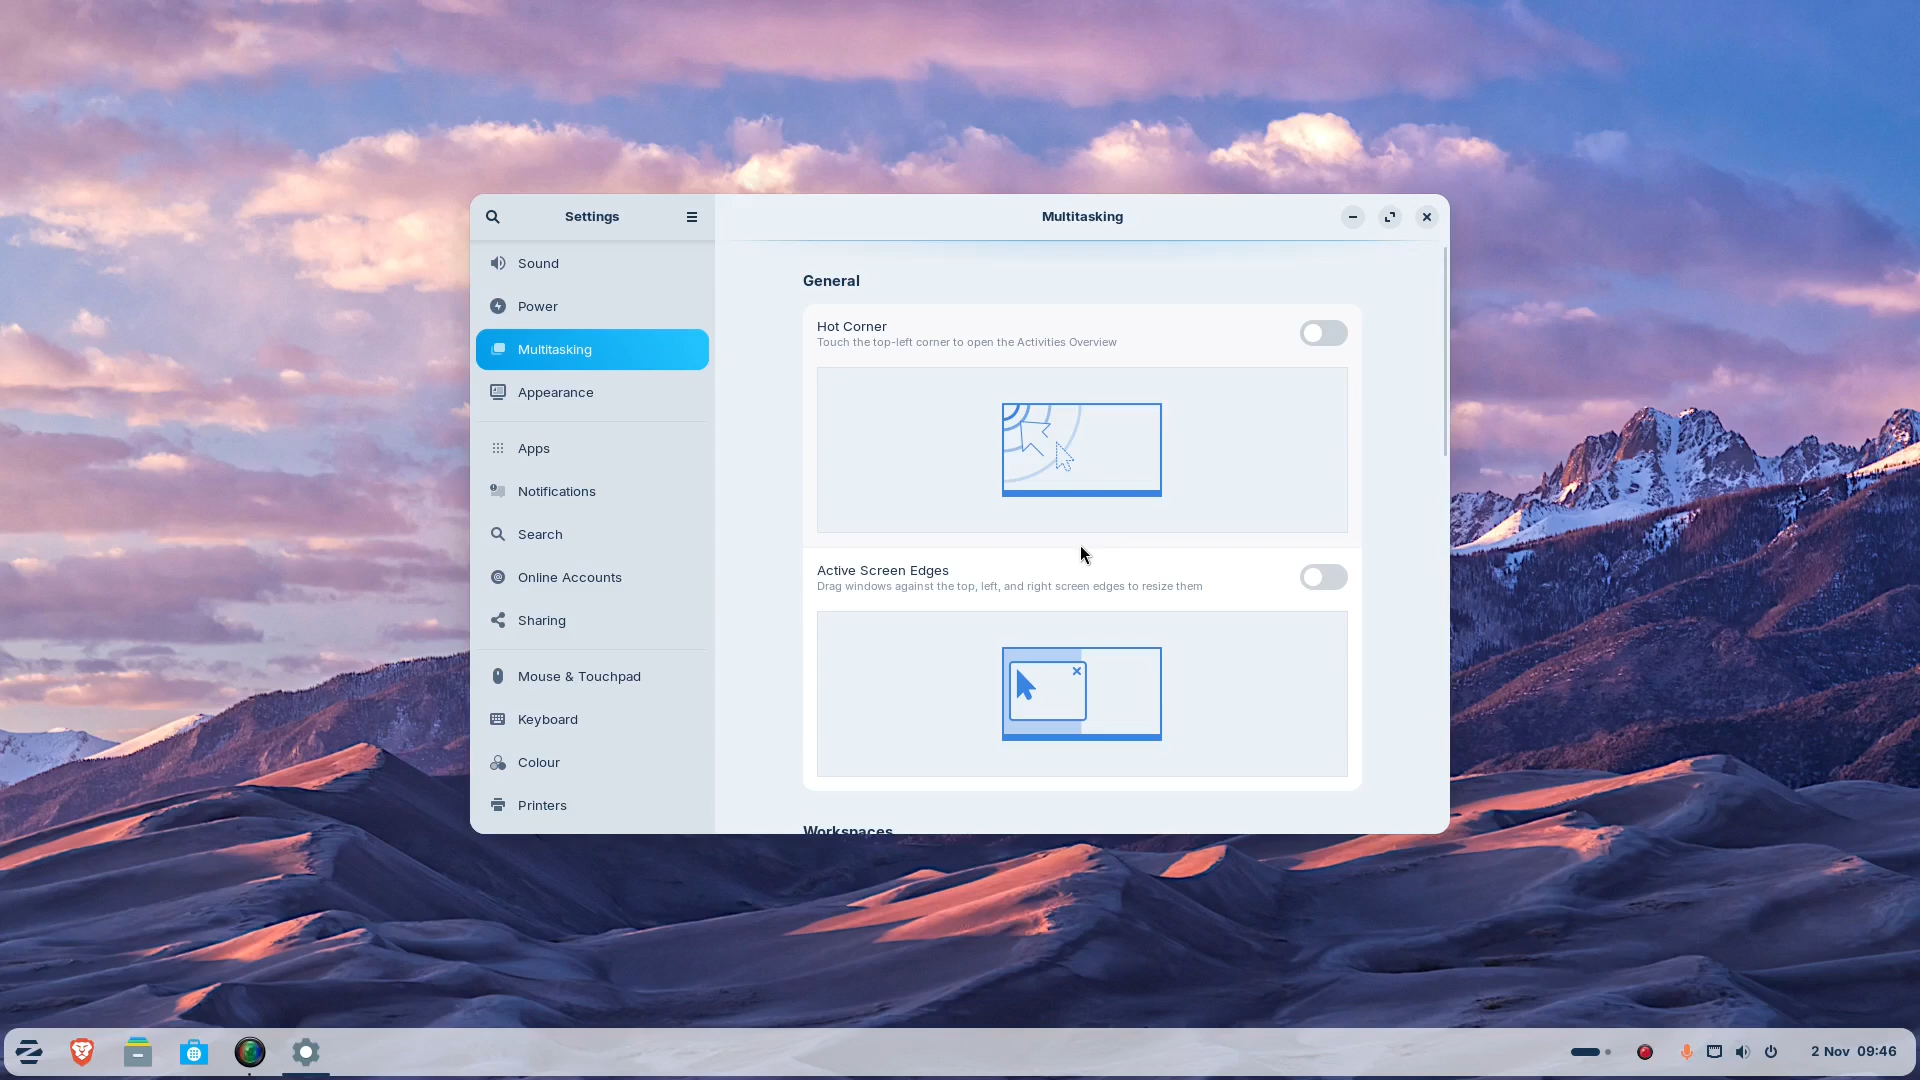 Settings
Multitasking
Sound
Power
Multitasking
Appearance
Apps
Notifications
Search
Online Accounts
Sharing
Mouse & Touchpad
Keyboard
Colour
Printers
General
Hot Corner
Touch the top-left corner to open the Activities Overview
Active Screen Edges
Drag windows against the top, left, and right screen edges to resize them
Workspaces
2 Nov 09:46